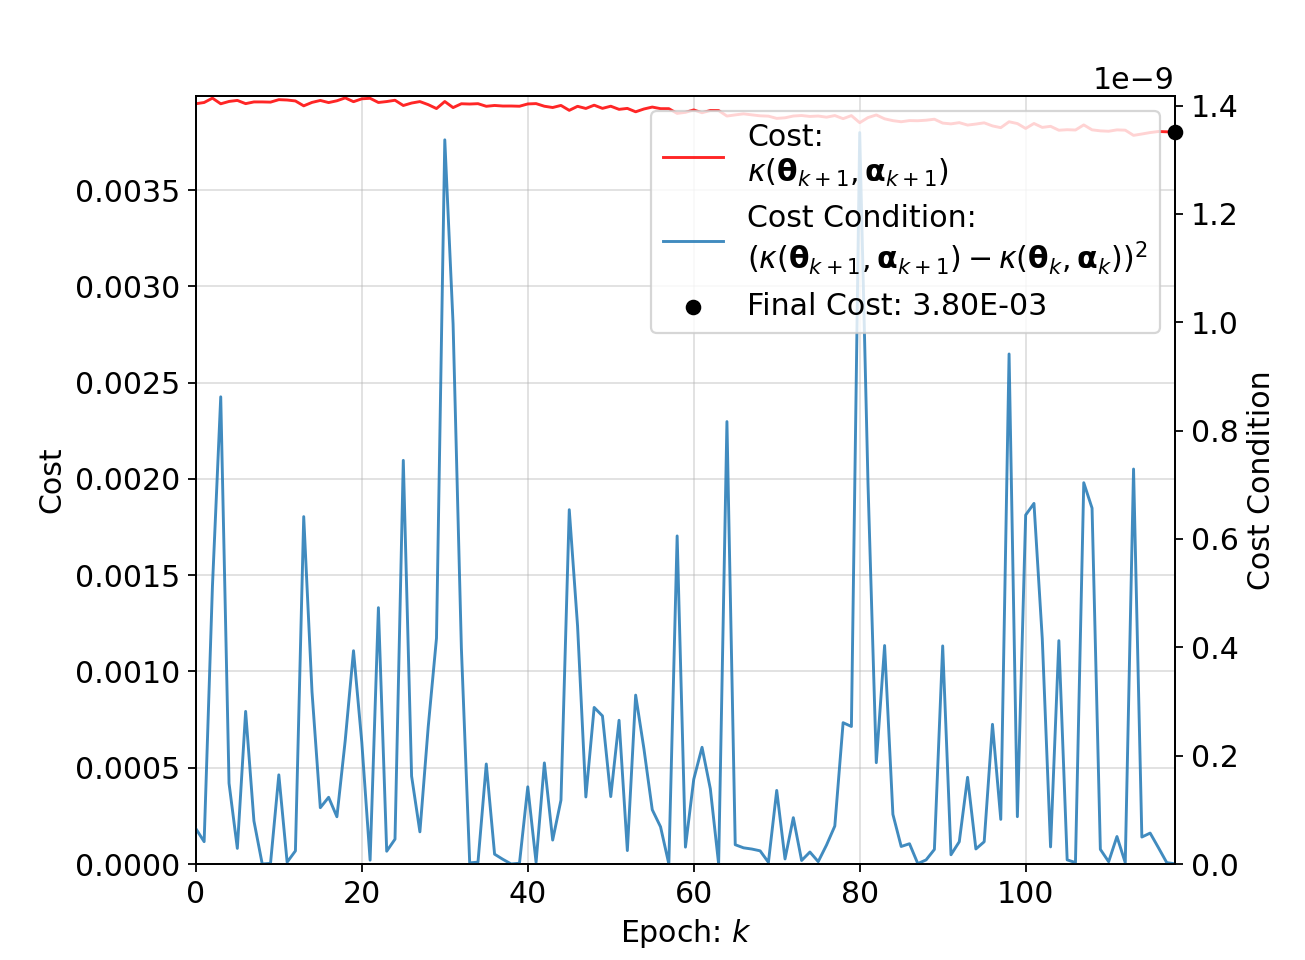 1e−9
Cost:
κ(𝛉ₖ₊₁, 𝛂ₖ₊₁)
Cost Condition:
(κ(𝛉ₖ₊₁, 𝛂ₖ₊₁) − κ(𝛉ₖ, 𝛂ₖ))²
Final Cost: 3.80E-03
0.0035
0.0030
0.0025
0.0020
0.0015
0.0010
0.0005
0.0000
Cost
1.4
1.2
1.0
0.8
0.6
0.4
0.2
0.0
Cost Condition
0 20 40 60 80 100
Epoch: k